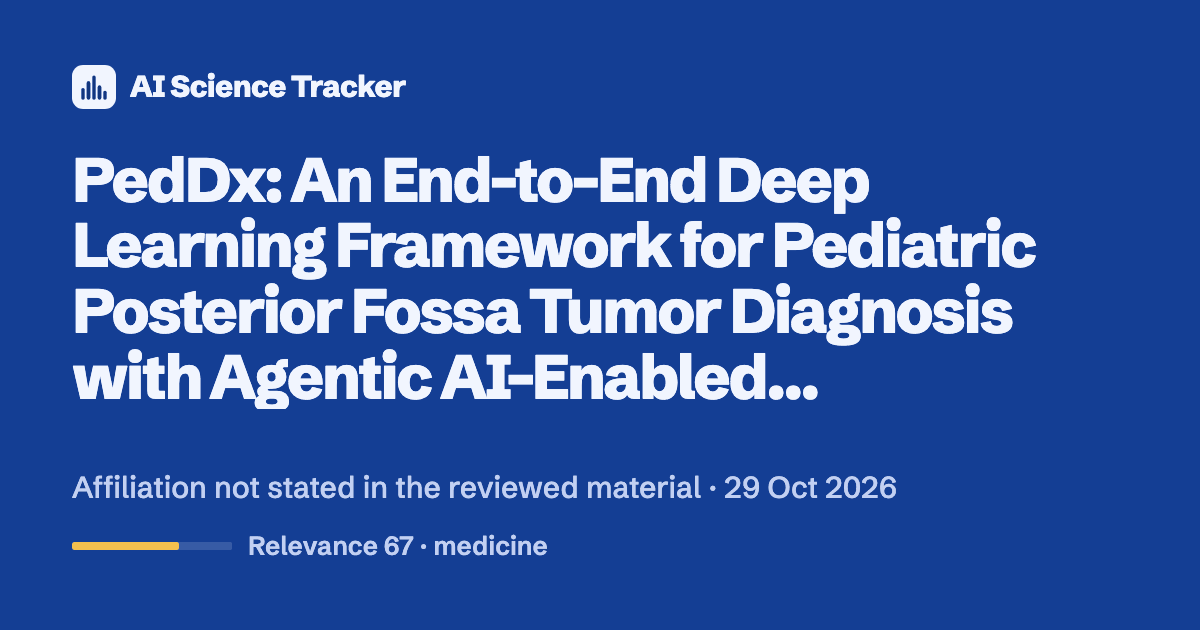 AI Science Tracker
PedDx: An End-to-End Deep
Learning Framework for Pediatric
Posterior Fossa Tumor Diagnosis
with Agentic AI-Enabled...
Affiliation not stated in the reviewed material · 29 Oct 2026
Relevance 67 · medicine